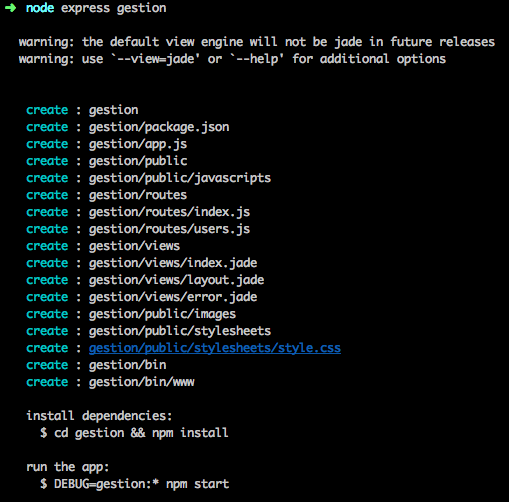 ➜ node express gestion
warning: the default view engine will not be jade in future releases
warning: use `--view=jade' or `--help' for additional options
create : gestion
create : gestion/package.json
create : gestion/app.js
create : gestion/public
create : gestion/public/javascripts
create : gestion/routes
create : gestion/routes/index.js
create : gestion/routes/users.js
create : gestion/views
create : gestion/views/index.jade
create : gestion/views/layout.jade
create : gestion/views/error.jade
create : gestion/public/images
create : gestion/public/stylesheets
create : gestion/public/stylesheets/style.css
create : gestion/bin
create : gestion/bin/www
install dependencies:
$ cd gestion && npm install
run the app:
$ DEBUG=gestion:* npm start